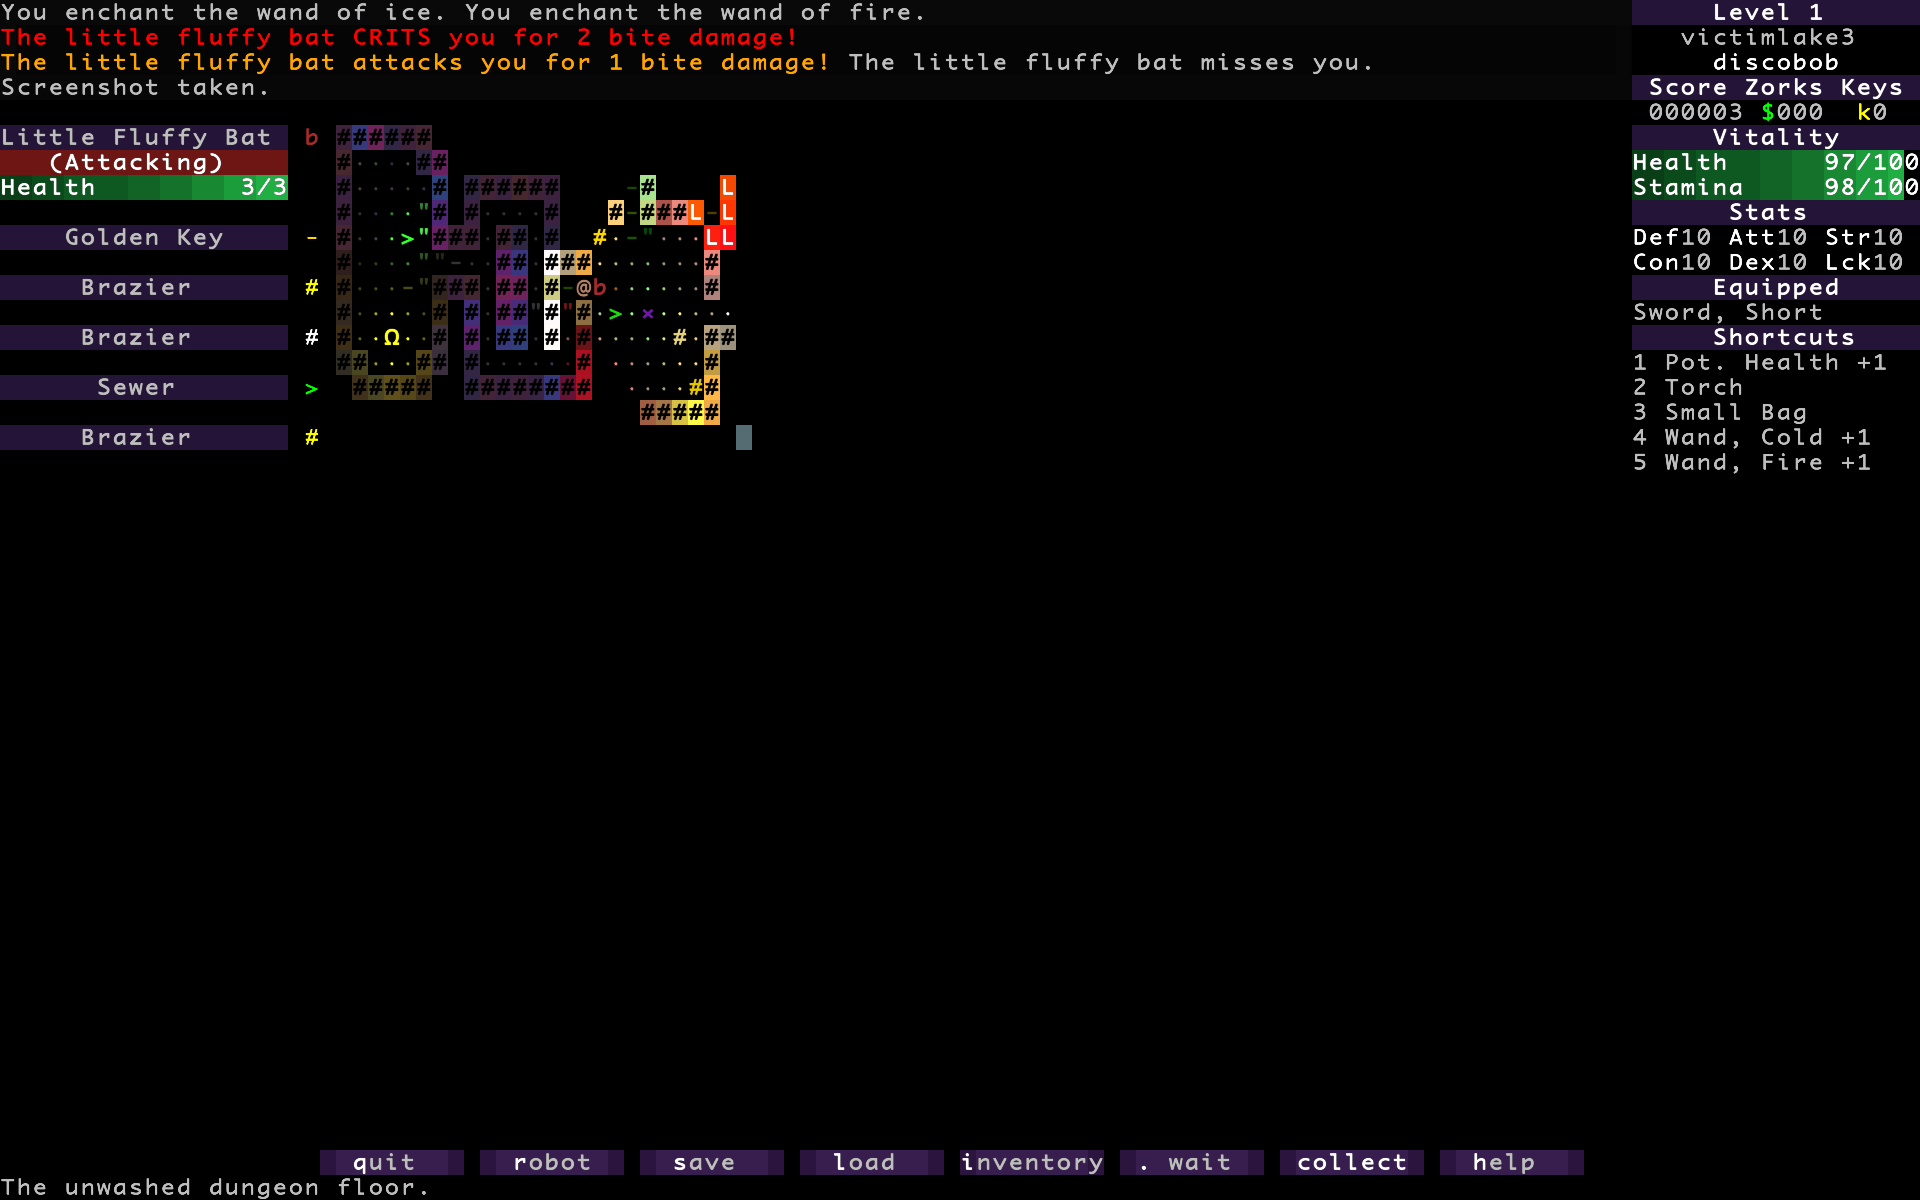 You enchant the wand of ice. You enchant the wand of fire.
The little fluffy bat CRITS you for 2 bite damage!
The little fluffy bat attacks you for 1 bite damage! The little fluffy bat misses you.
Screenshot taken.
Little Fluffy Bat b
(Attacking)
Health 3/3
Golden Key -
Brazier #
Brazier #
Sewer >
Brazier #
Level 1
victimlake3
discobob
Score Zorks Keys
000003 $000 k0
Vitality
Health 97/100
Stamina 98/100
Stats
Def10 Att10 Str10
Con10 Dex10 Lck10
Equipped
Sword, Short
Shortcuts
1 Pot. Health +1
2 Torch
3 Small Bag
4 Wand, Cold +1
5 Wand, Fire +1
quit robot save load inventory . wait collect help
The unwashed dungeon floor.